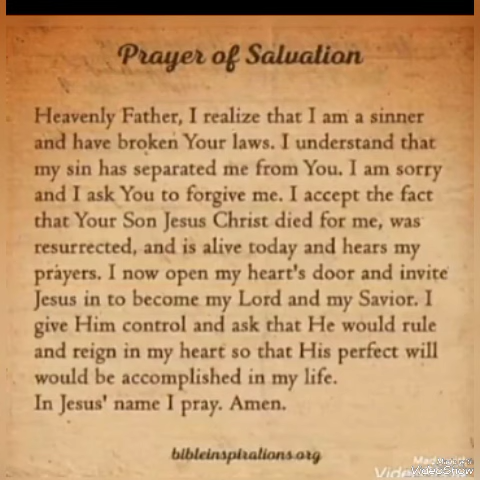 Prayer of Salvation
Heavenly Father, I realize that I am a sinner
and have broken Your laws. I understand that
my sin has separated me from You. I am sorry
and I ask You to forgive me. I accept the fact
that Your Son Jesus Christ died for me, was
resurrected, and is alive today and hears my
prayers. I now open my heart's door and invite
Jesus in to become my Lord and my Savior. I
give Him control and ask that He would rule
and reign in my heart so that His perfect will
would be accomplished in my life.
In Jesus' name I pray. Amen.
bibleinspirations.org